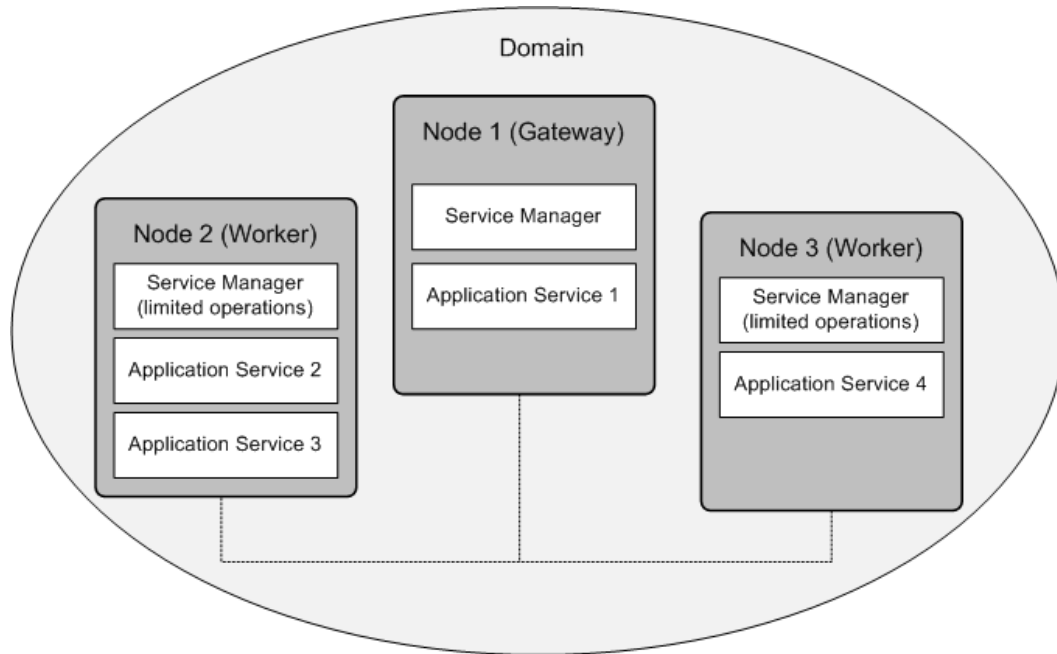 Domain
Node 1 (Gateway)
Service Manager
Application Service 1
Node 2 (Worker)
Service Manager
(limited operations)
Application Service 2
Application Service 3
Node 3 (Worker)
Service Manager
(limited operations)
Application Service 4